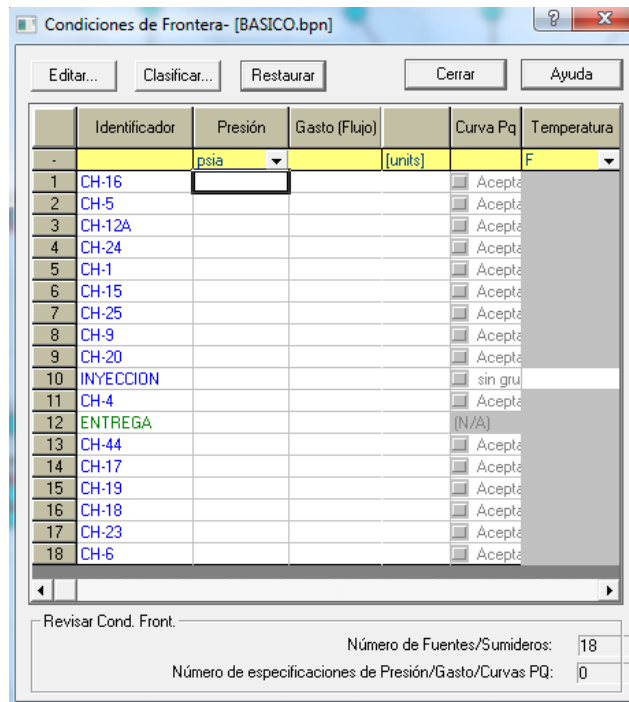 Condiciones de Frontera- [BASICO.bpn]
Editar... Clasificar... Restaurar Cerrar Ayuda
Identificador Presión Gasto (Flujo) Curva Pq Temperatura
- psia [units] F
1 CH-16 Acepta
2 CH-5 Acepta
3 CH-12A Acepta
4 CH-24 Acepta
5 CH-1 Acepta
6 CH-15 Acepta
7 CH-25 Acepta
8 CH-9 Acepta
9 CH-20 Acepta
10 INYECCION sin gru
11 CH-4 Acepta
12 ENTREGA (N/A)
13 CH-44 Acepta
14 CH-17 Acepta
15 CH-19 Acepta
16 CH-18 Acepta
17 CH-23 Acepta
18 CH-6 Acepta
Revisar Cond. Front.
Número de Fuentes/Sumideros: 18
Número de especificaciones de Presión/Gasto/Curvas PQ: 0